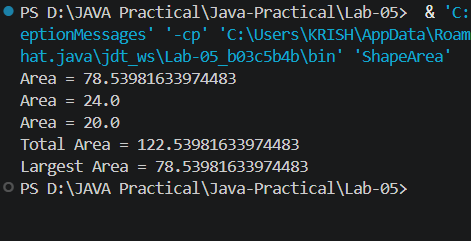 PS D:\JAVA Practical\Java-Practical\Lab-05> & 'C
eptionMessages' '-cp' 'C:\Users\KRISH\AppData\Roam
hat.java\jdt_ws\Lab-05_b03c5b4b\bin' 'ShapeArea'
Area = 78.53981633974483
Area = 24.0
Area = 20.0
Total Area = 122.53981633974483
Largest Area = 78.53981633974483
PS D:\JAVA Practical\Java-Practical\Lab-05>